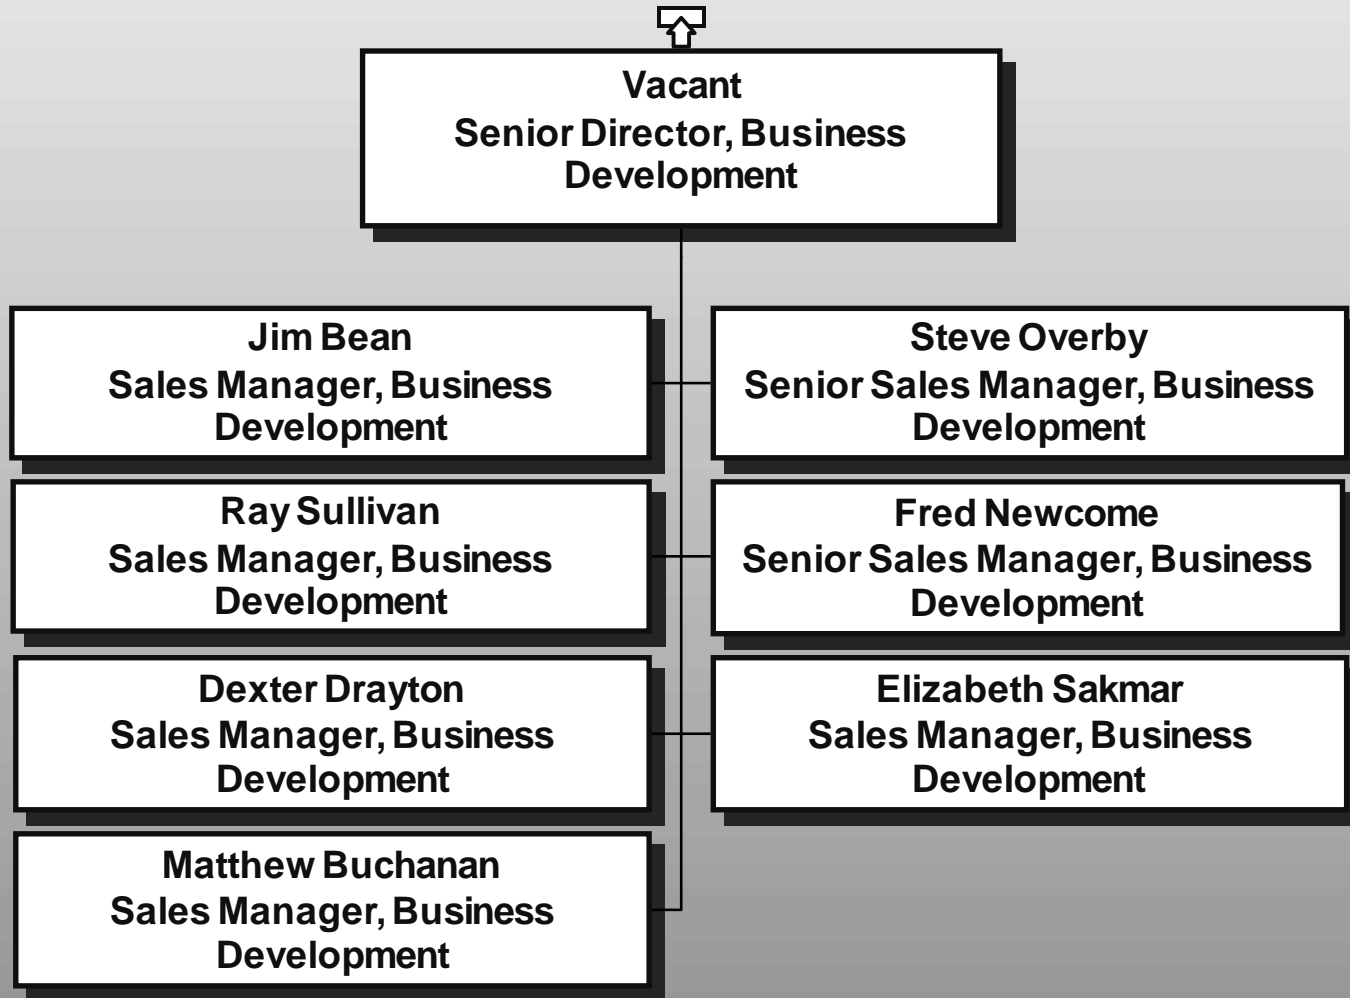 Vacant
Senior Director, Business
Development
Jim Bean
Sales Manager, Business
Development
Steve Overby
Senior Sales Manager, Business
Development
Ray Sullivan
Sales Manager, Business
Development
Fred Newcome
Senior Sales Manager, Business
Development
Dexter Drayton
Sales Manager, Business
Development
Elizabeth Sakmar
Sales Manager, Business
Development
Matthew Buchanan
Sales Manager, Business
Development